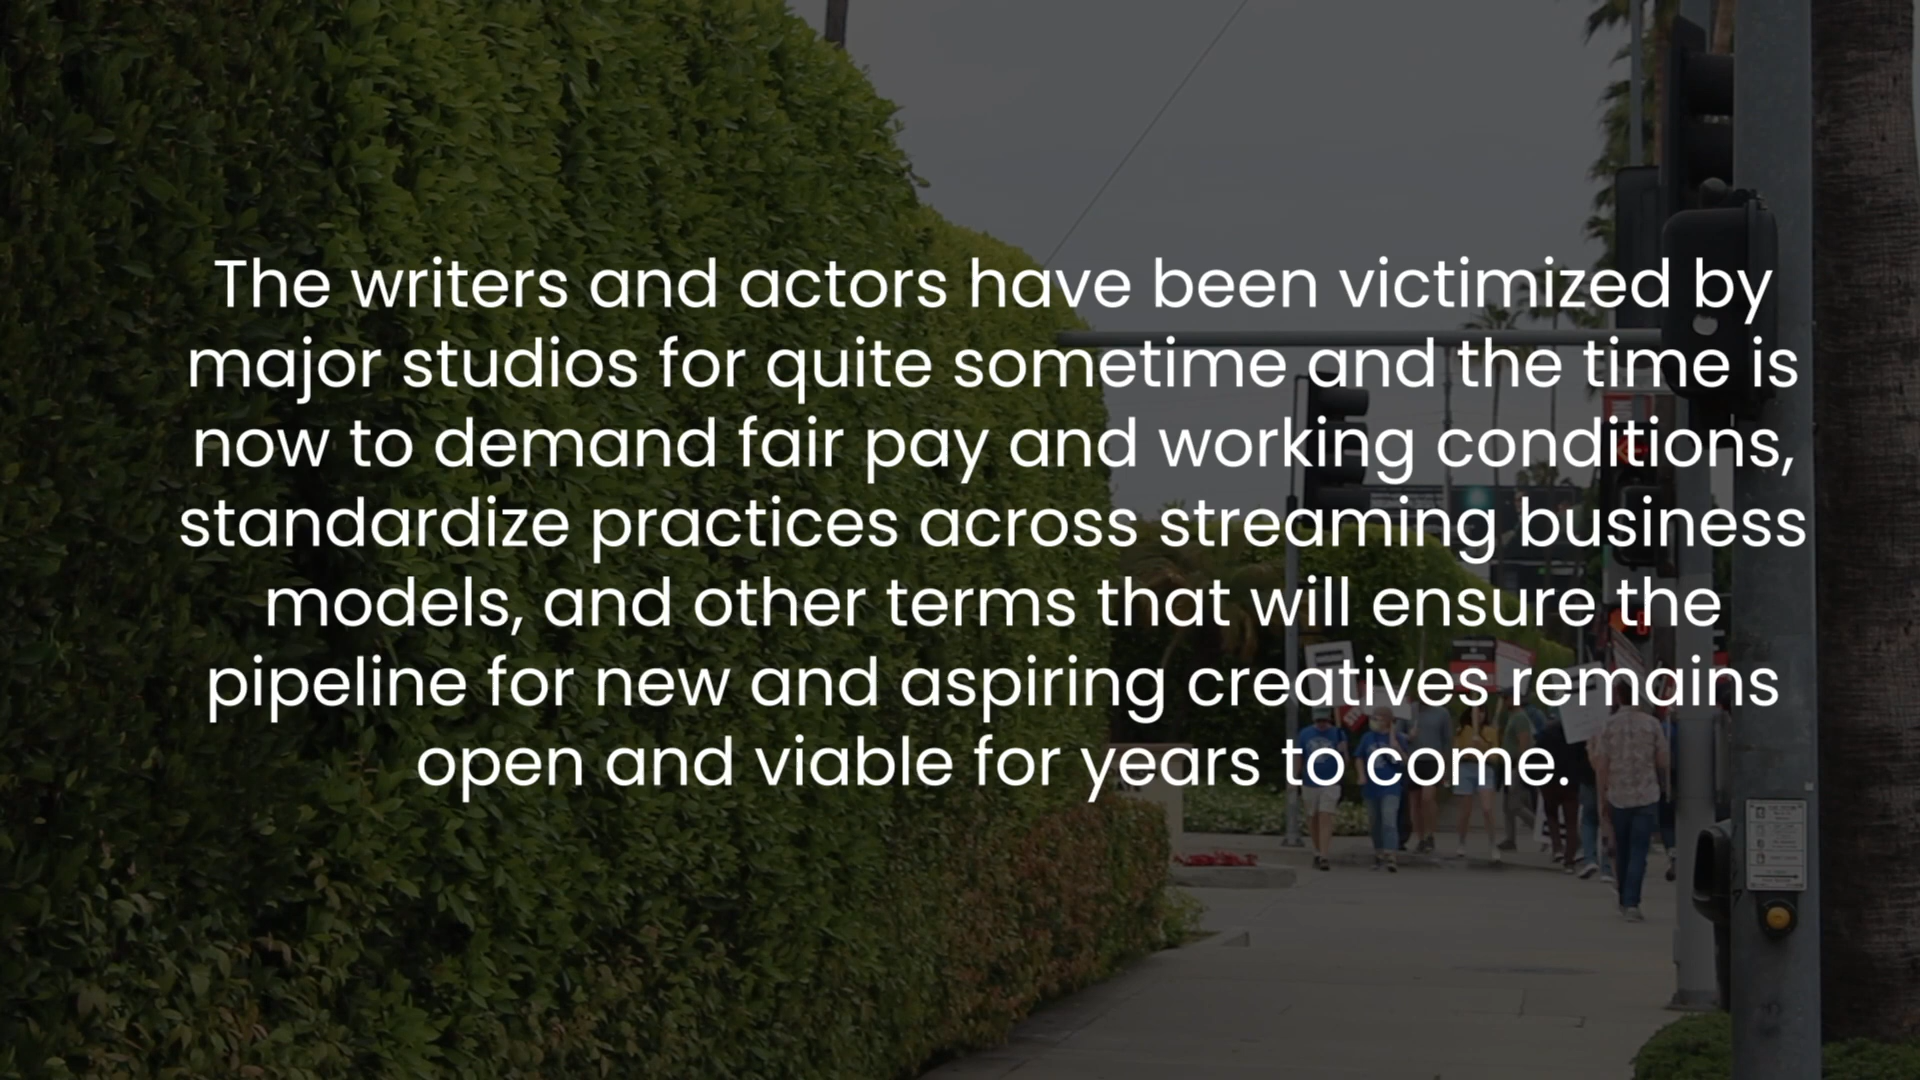 The writers and actors have been victimized by
major studios for quite sometime and the time is
now to demand fair pay and working conditions,
standardize practices across streaming business
models, and other terms that will ensure the
pipeline for new and aspiring creatives remains
open and viable for years to come.